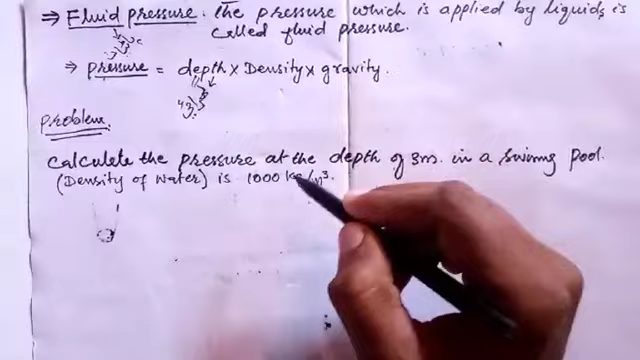 ⇒ Fluid pressure. The pressure which is applied by liquids is
called fluid pressure.
⇒ pressure = depth × Density × gravity.
Problem.
Calculate the pressure at the depth of 3m. in a swimg pool.
(Density of water) is 1000 kg/m³.